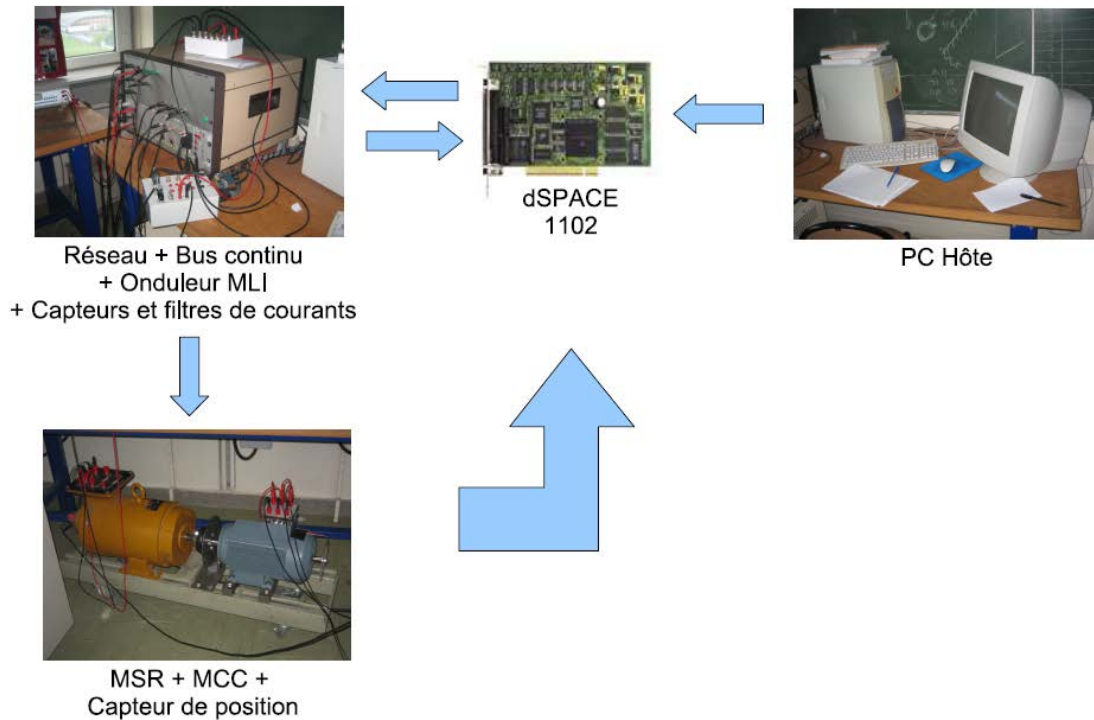 dSPACE
1102
PC Hôte
Réseau + Bus continu
+ Onduleur MLI
+ Capteurs et filtres de courants
MSR + MCC +
Capteur de position